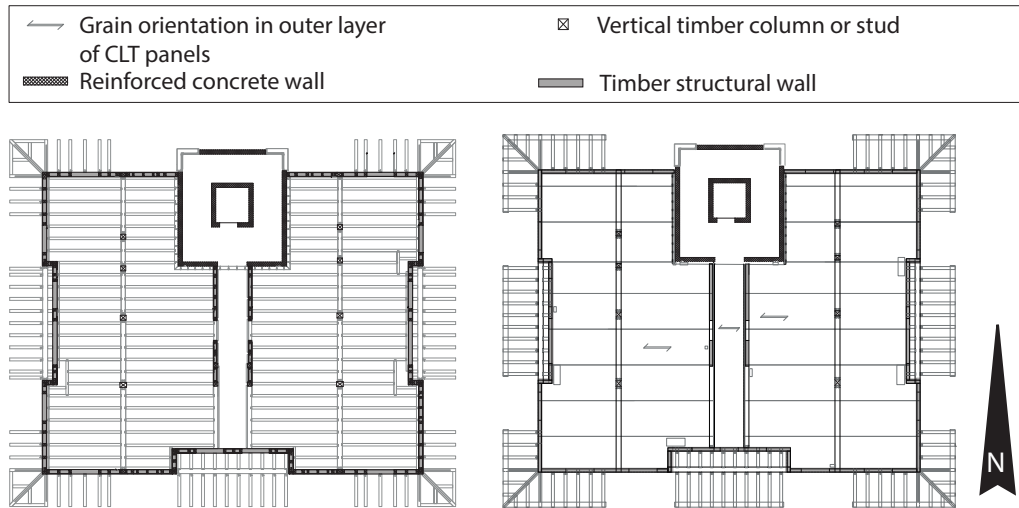 Grain orientation in outer layer
of CLT panels
Vertical timber column or stud
Reinforced concrete wall
Timber structural wall
N